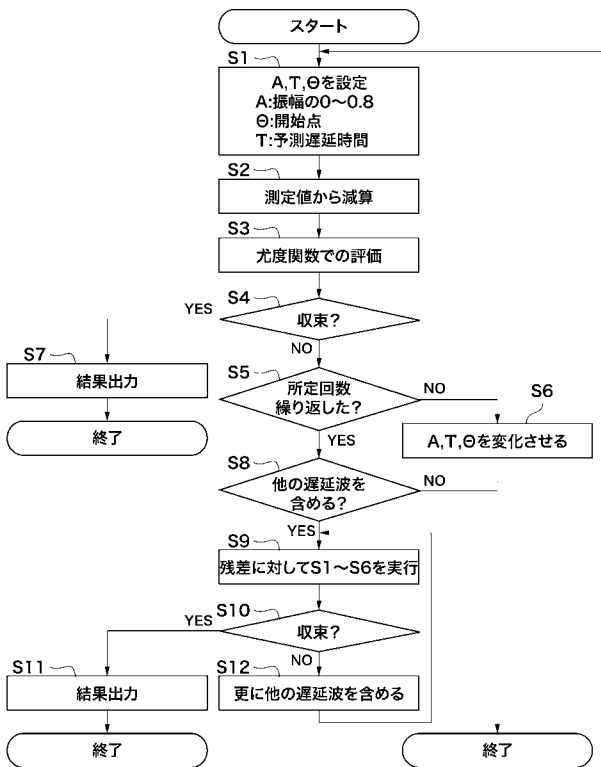 スタート
S1
A,T,Θを設定
A:振幅の0〜0.8
Θ:開始点
T:予測遅延時間
S2
測定値から減算
S3
尤度関数での評価
S4
YES
収束?
NO
S7
結果出力
終了
S5
所定回数
繰り返した?
NO
YES
S6
A,T,Θを変化させる
S8
他の遅延波を
含める?
NO
YES
S9
残差に対してS1〜S6を実行
S10
YES
収束?
NO
S11
結果出力
S12
更に他の遅延波を含める
終了
終了